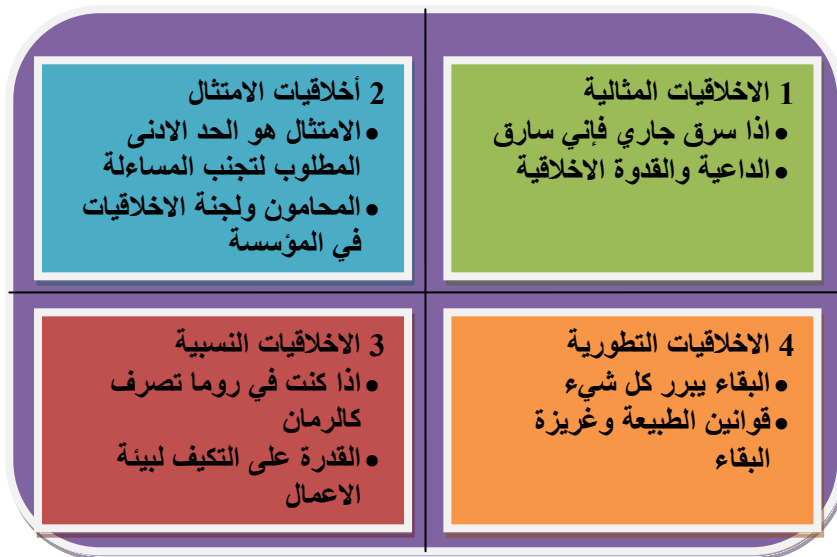 1 الاخلاقيات المثالية
• اذا سرق جاري فإني سارق
• الداعية والقدوة الاخلاقية
2 أخلاقيات الامتثال
• الامتثال هو الحد الادنى
المطلوب لتجنب المساءلة
• المحامون ولجنة الاخلاقيات
في المؤسسة
3 الاخلاقيات النسبية
• اذا كنت في روما تصرف
كالرمان
• القدرة على التكيف لبيئة
الاعمال
4 الاخلاقيات التطورية
• البقاء يبرر كل شيء
• قوانين الطبيعة وغريزة
البقاء